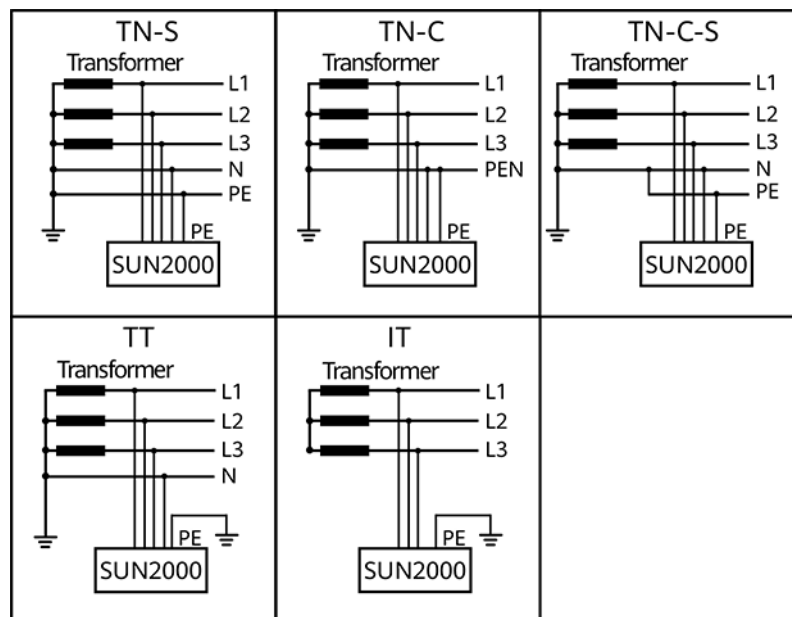 TN-S
Transformer
L1
L2
L3
N
PE
PE
SUN2000
TN-C
Transformer
L1
L2
L3
PEN
PE
SUN2000
TN-C-S
Transformer
L1
L2
L3
N
PE
PE
SUN2000
TT
Transformer
L1
L2
L3
N
PE
SUN2000
IT
Transformer
L1
L2
L3
PE
SUN2000